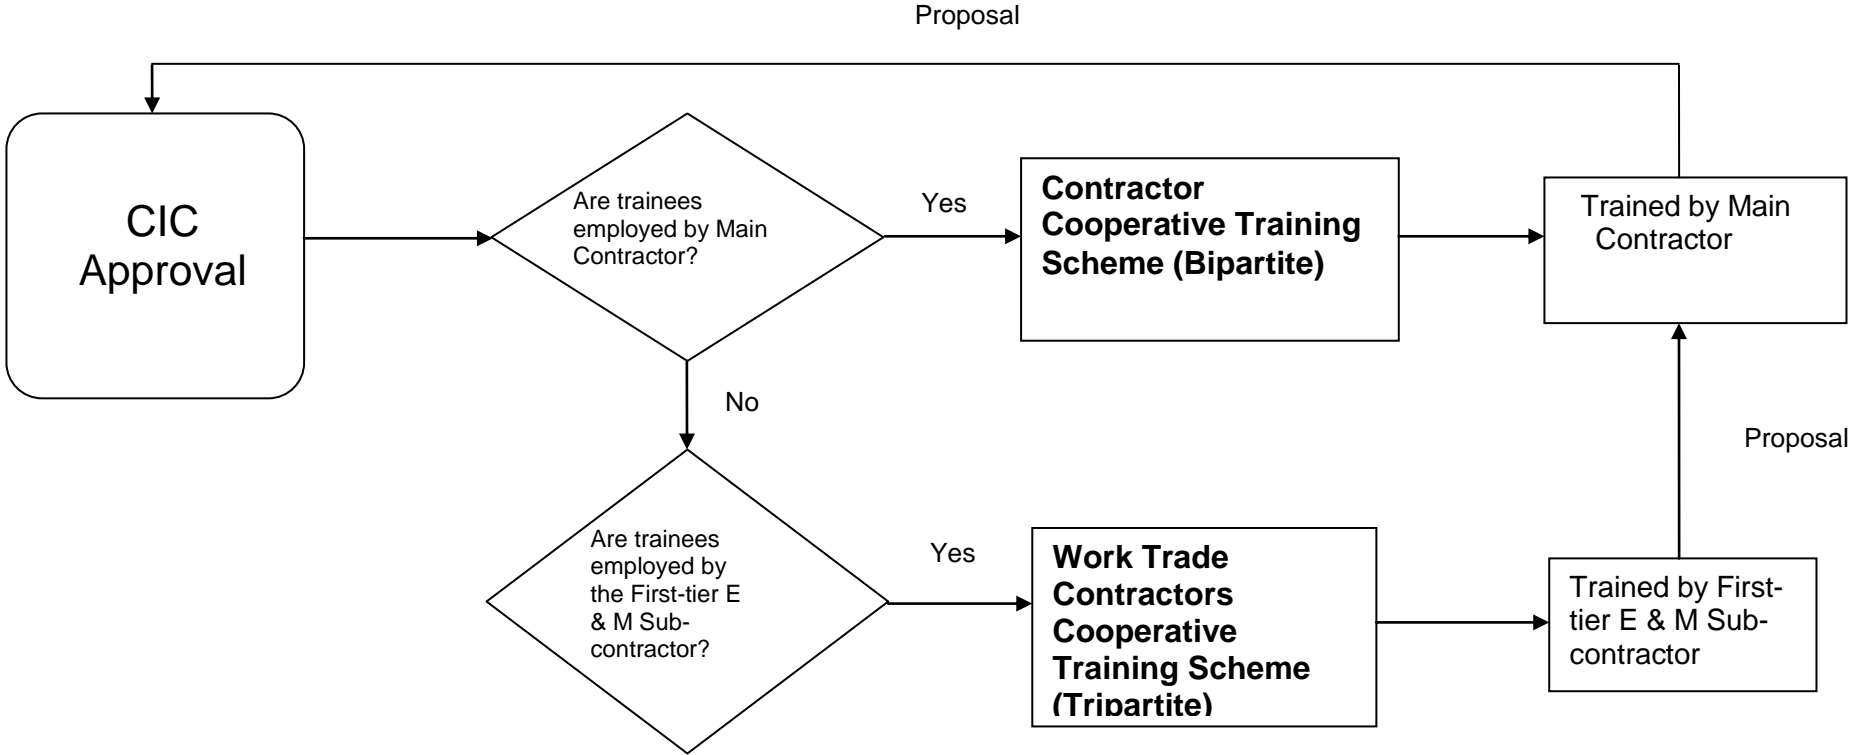 Proposal
CIC
Approval
Are trainees
employed by Main
Contractor?
Yes
Contractor
Cooperative Training
Scheme (Bipartite)
Trained by Main
Contractor
No
Proposal
Are trainees
employed by
the First-tier E
& M Sub-
contractor?
Yes
Work Trade
Contractors
Cooperative
Training Scheme
(Tripartite)
Trained by First-
tier E & M Sub-
contractor